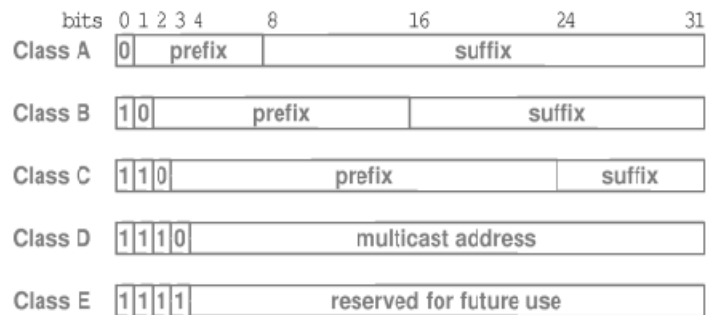 bits 0 1 2 3 4 8 16 24 31
Class A 0 prefix suffix
Class B 1 0 prefix suffix
Class C 1 1 0 prefix suffix
Class D 1 1 1 0 multicast address
Class E 1 1 1 1 reserved for future use